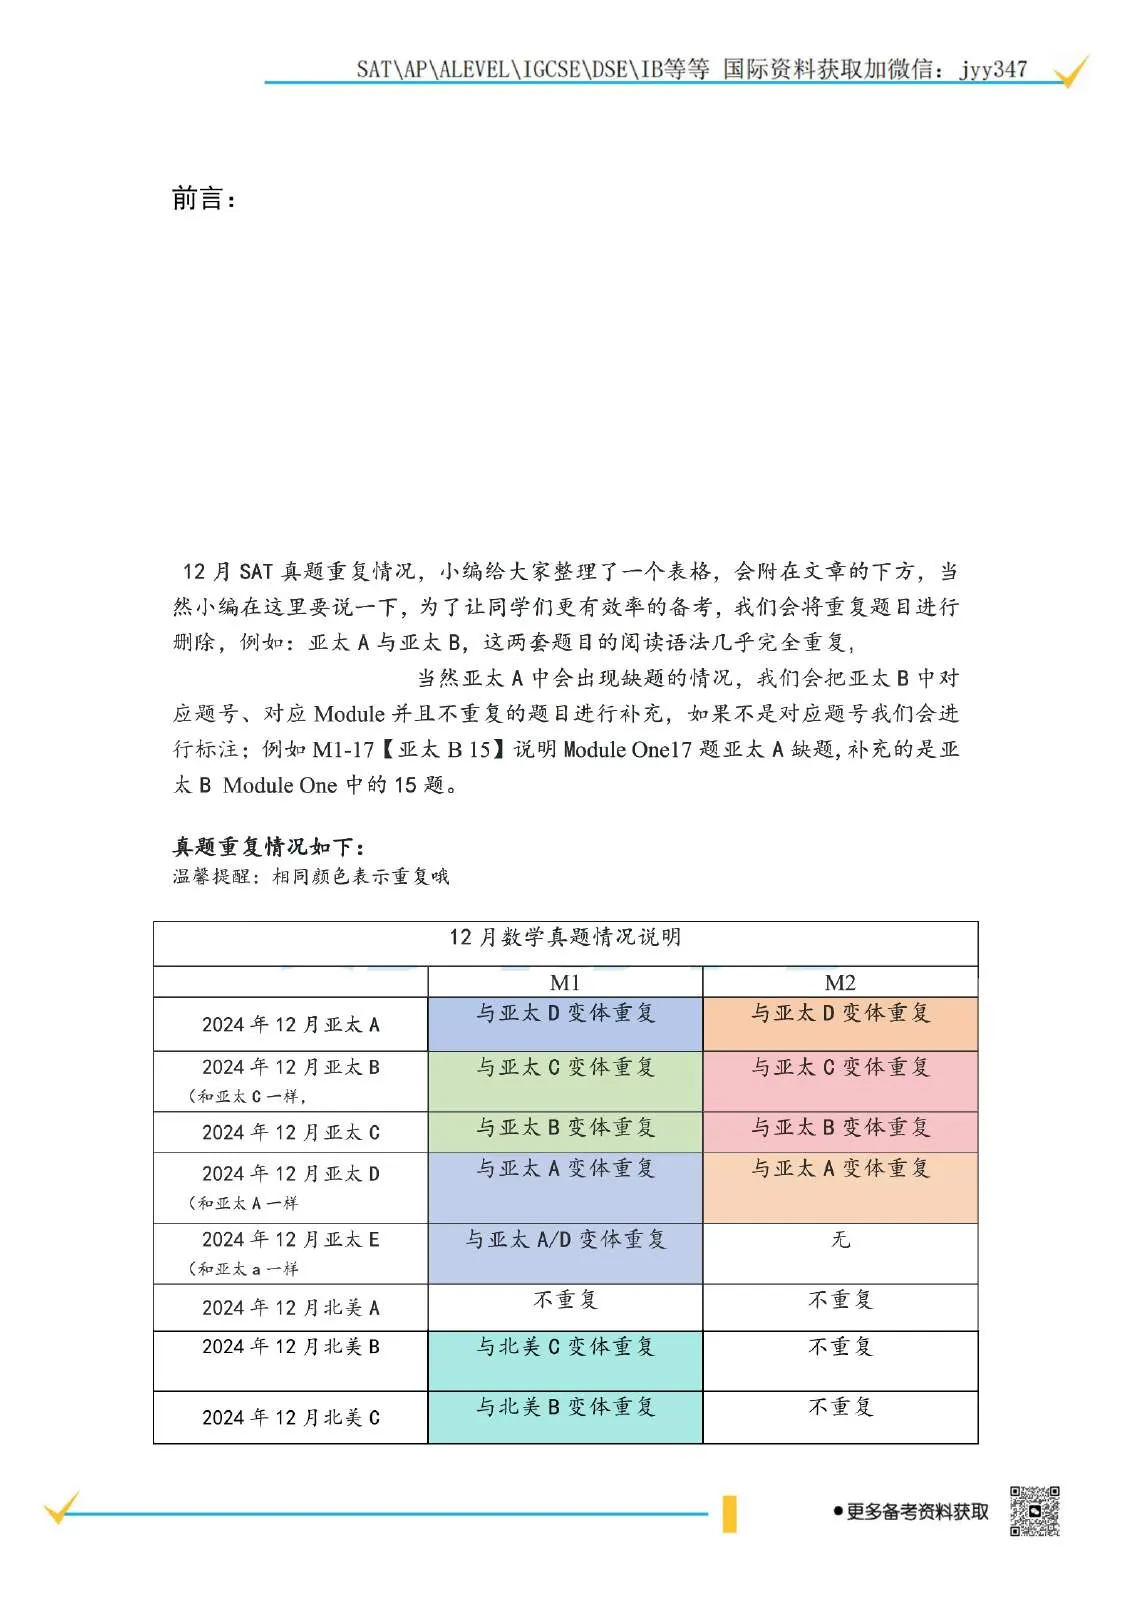 SAT\AP\ALEVEL\IGCSE\DSE\IB等等 国际资料获取加微信：jyy347
前言：
12 月 SAT 真题重复情况，小编给大家整理了一个表格，会附在文章的下方，当
然小编在这里要说一下，为了让同学们更有效率的备考，我们会将重复题目进行
删除，例如：亚太 A 与亚太 B，这两套题目的阅读语法几乎完全重复，
当然亚太 A 中会出现缺题的情况，我们会把亚太 B 中对
应题号、对应 Module 并且不重复的题目进行补充，如果不是对应题号我们会进
行标注；例如 M1-17【亚太 B 15】说明 Module One17 题亚太 A 缺题，补充的是亚
太 B Module One 中的 15 题。
真题重复情况如下：
温馨提醒：相同颜色表示重复哦
12 月数学真题情况说明
M1 M2
2024 年 12 月亚太 A 与亚太 D 变体重复 与亚太 D 变体重复
2024 年 12 月亚太 B 与亚太 C 变体重复 与亚太 C 变体重复
（和亚太 C 一样，
2024 年 12 月亚太 C 与亚太 B 变体重复 与亚太 B 变体重复
2024 年 12 月亚太 D 与亚太 A 变体重复 与亚太 A 变体重复
（和亚太 A 一样
2024 年 12 月亚太 E 与亚太 A/D 变体重复 无
（和亚太 a 一样
2024 年 12 月北美 A 不重复 不重复
2024 年 12 月北美 B 与北美 C 变体重复 不重复
2024 年 12 月北美 C 与北美 B 变体重复 不重复
●更多备考资料获取